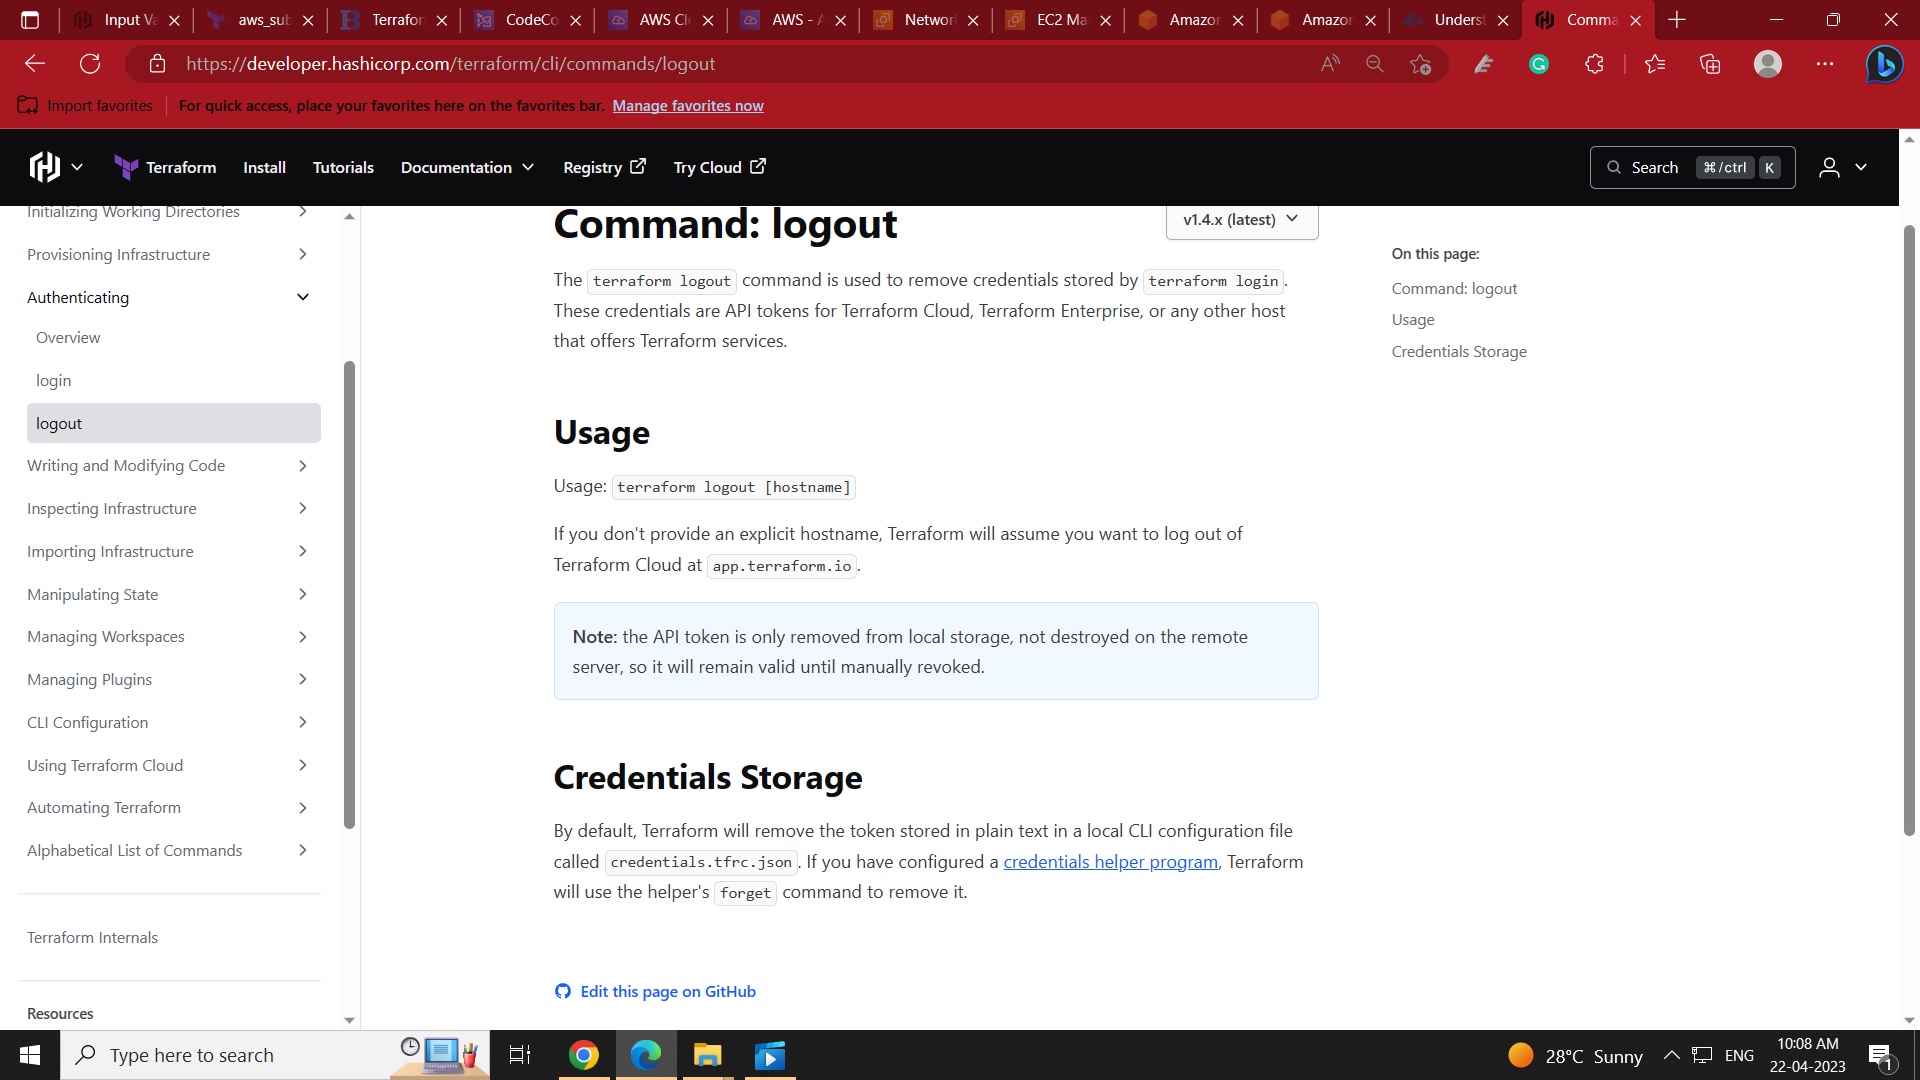 Input Va
aws_sub
Terrafor
CodeCo
AWS Cl
AWS - A
Networ
EC2 Ma
Amazor
Amazor
Underst
Comma
https://developer.hashicorp.com/terraform/cli/commands/logout
Import favorites
For quick access, place your favorites here on the favorites bar. Manage favorites now
Terraform
Install
Tutorials
Documentation
Registry
Try Cloud
Search
⌘/ctrl
K
Initializing Working Directories
Provisioning Infrastructure
Authenticating
Overview
login
logout
Writing and Modifying Code
Inspecting Infrastructure
Importing Infrastructure
Manipulating State
Managing Workspaces
Managing Plugins
CLI Configuration
Using Terraform Cloud
Automating Terraform
Alphabetical List of Commands
Terraform Internals
Resources
Command: logout
v1.4.x (latest)
The terraform logout command is used to remove credentials stored by terraform login.
These credentials are API tokens for Terraform Cloud, Terraform Enterprise, or any other host
that offers Terraform services.
Usage
Usage: terraform logout [hostname]
If you don't provide an explicit hostname, Terraform will assume you want to log out of
Terraform Cloud at app.terraform.io.
Note: the API token is only removed from local storage, not destroyed on the remote
server, so it will remain valid until manually revoked.
Credentials Storage
By default, Terraform will remove the token stored in plain text in a local CLI configuration file
called credentials.tfrc.json. If you have configured a credentials helper program, Terraform
will use the helper's forget command to remove it.
Edit this page on GitHub
On this page:
Command: logout
Usage
Credentials Storage
Type here to search
28°C Sunny
ENG
10:08 AM
22-04-2023
1